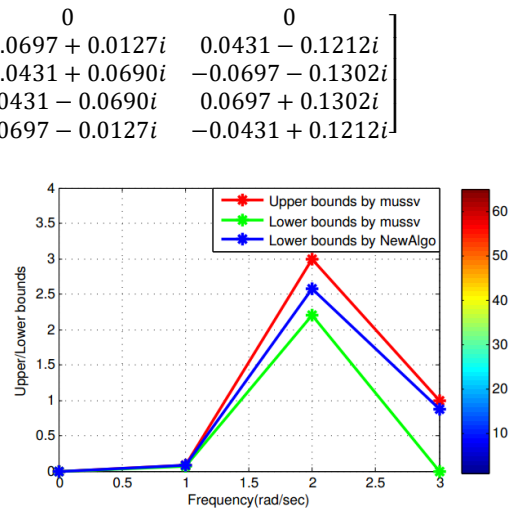 0 0
.0697 + 0.0127i 0.0431 − 0.1212i
.0431 + 0.0690i −0.0697 − 0.1302i
0431 − 0.0690i 0.0697 + 0.1302i
0697 − 0.0127i −0.0431 + 0.1212i
4
3.5
3
2.5
2
1.5
1
0.5
0
Upper/Lower bounds
Upper bounds by mussv
Lower bounds by mussv
Lower bounds by NewAlgo
0 0.5 1 1.5 2 2.5 3
Frequency(rad/sec)
60
50
40
30
20
10